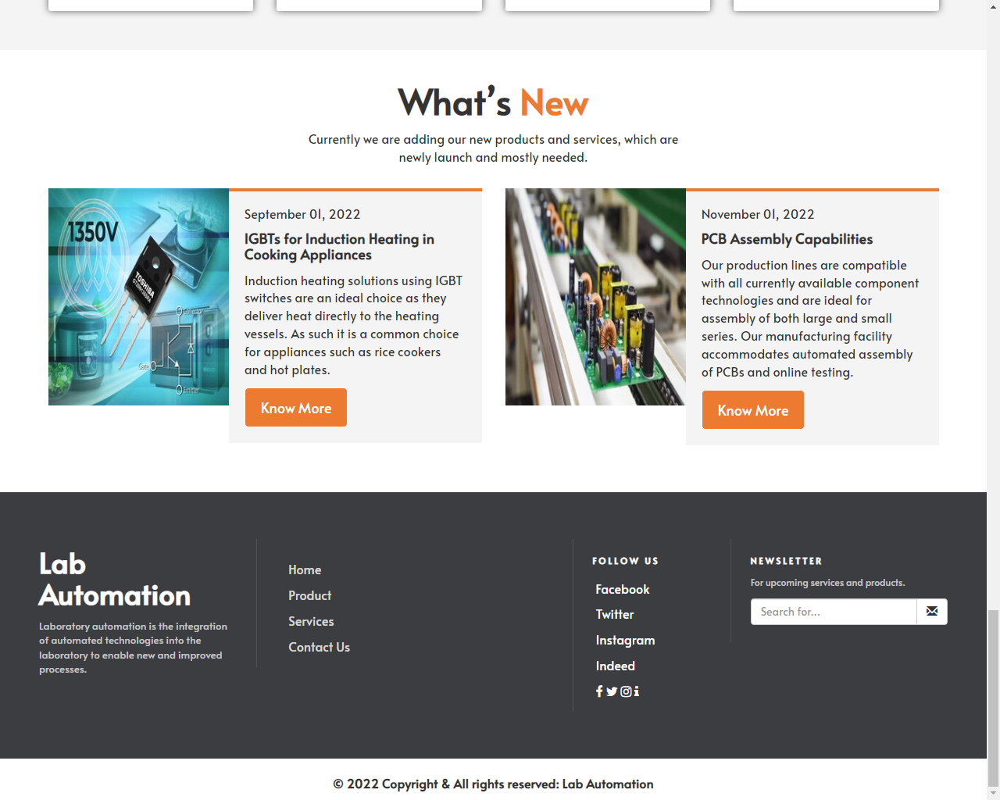 What’s New
Currently we are adding our new products and services, which are
newly launch and mostly needed.
1350V
TOSHIBA
Collector
Gate
Emitter
September 01, 2022
IGBTs for Induction Heating in
Cooking Appliances
Induction heating solutions using IGBT
switches are an ideal choice as they
deliver heat directly to the heating
vessels. As such it is a common choice
for appliances such as rice cookers
and hot plates.
Know More
November 01, 2022
PCB Assembly Capabilities
Our production lines are compatible
with all currently available component
technologies and are ideal for
assembly of both large and small
series. Our manufacturing facility
accommodates automated assembly
of PCBs and online testing.
Know More
Lab
Automation
Laboratory automation is the integration
of automated technologies into the
laboratory to enable new and improved
processes.
Home
Product
Services
Contact Us
FOLLOW US
Facebook
Twitter
Instagram
Indeed
NEWSLETTER
For upcoming services and products.
Search for...
© 2022 Copyright & All rights reserved: Lab Automation